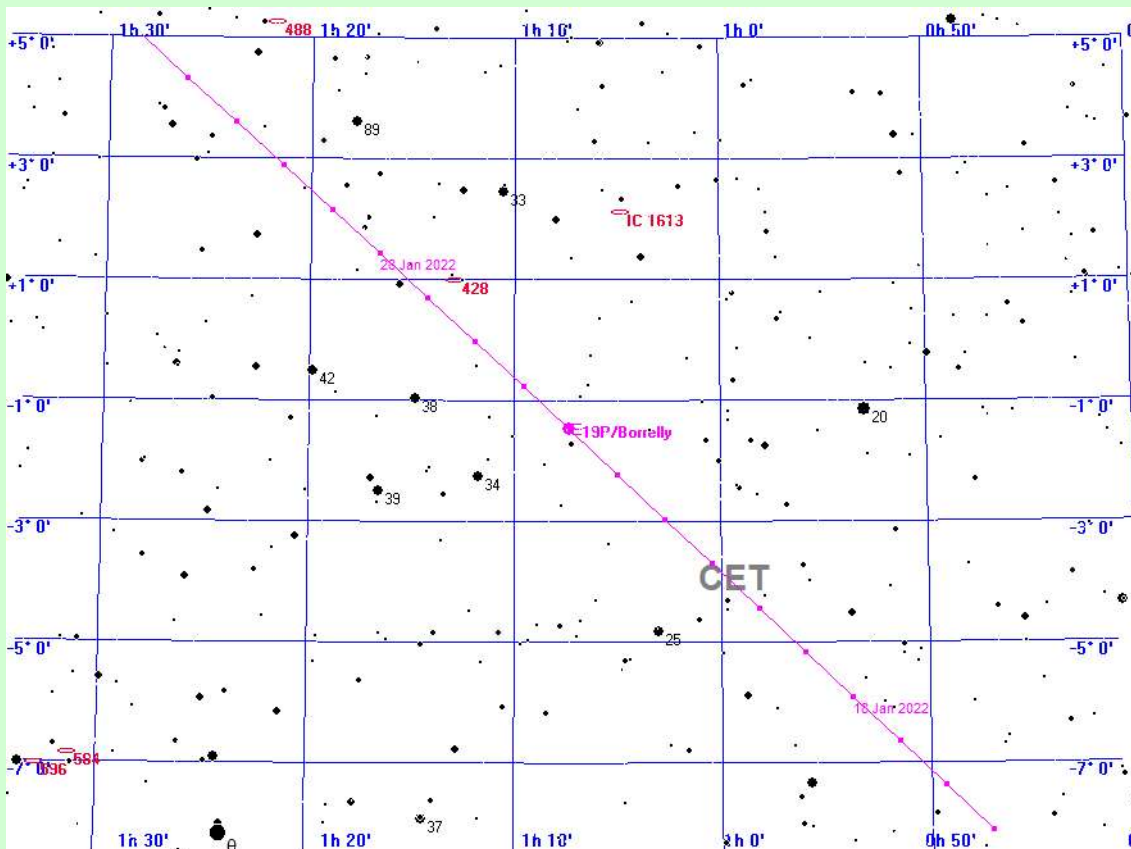 488
1h 30' 1h 20' 1h 10' 1h 0' 0h 50'
+5° 0' +5° 0'
89
+3° 0' +3° 0'
33
IC 1613
28 Jan 2022
+1° 0' +1° 0'
428
42
-1° 0' -1° 0'
38
20
19P/Borrelly
34
39
-3° 0' -3° 0'
CET
25
-5° 0' -5° 0'
18 Jan 2022
584
-7° 0' 596 -7° 0'
37
θ
1h 30' 1h 20' 1h 10' 1h 0' 0h 50'